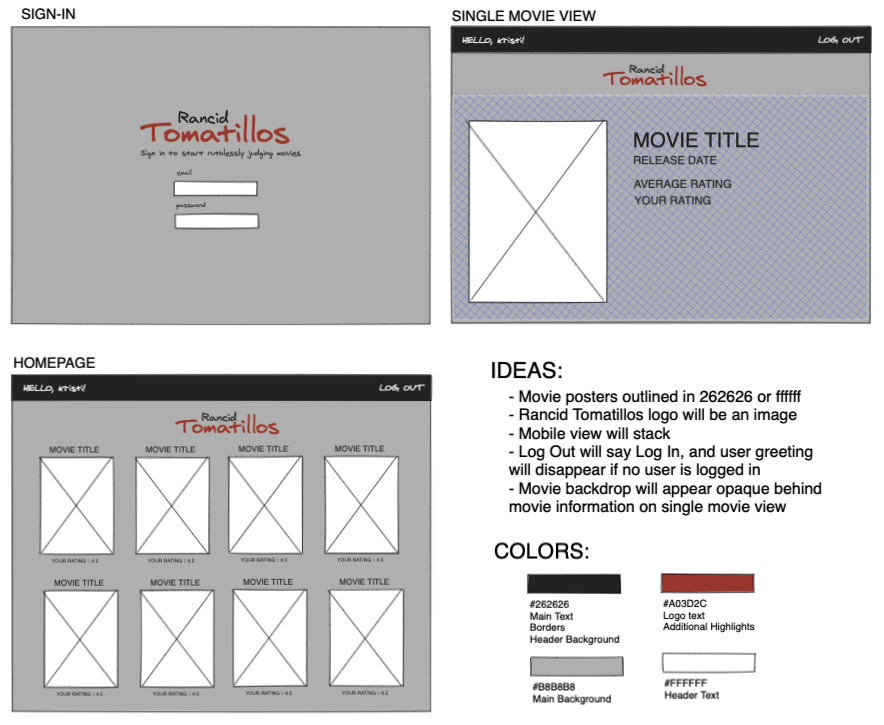 SIGN-IN
Rancid
Tomatillos
Sign in to start ruthlessly judging movies
email
password
SINGLE MOVIE VIEW
HELLO, Kristi!
LOG OUT
Rancid
Tomatillos
MOVIE TITLE
RELEASE DATE
AVERAGE RATING
YOUR RATING
HOMEPAGE
HELLO, Kristi!
LOG OUT
Rancid
Tomatillos
MOVIE TITLE
MOVIE TITLE
MOVIE TITLE
MOVIE TITLE
YOUR RATING : 4.5
YOUR RATING : 4.5
YOUR RATING : 4.5
YOUR RATING : 4.5
MOVIE TITLE
MOVIE TITLE
MOVIE TITLE
MOVIE TITLE
YOUR RATING : 4.5
YOUR RATING : 4.5
YOUR RATING : 4.5
YOUR RATING : 4.5
IDEAS:
- Movie posters outlined in 262626 or ffffff
- Rancid Tomatillos logo will be an image
- Mobile view will stack
- Log Out will say Log In, and user greeting
will disappear if no user is logged in
- Movie backdrop will appear opaque behind
movie information on single movie view
COLORS:
#262626
Main Text
Borders
Header Background
#A03D2C
Logo text
Additional Highlights
#B8B8B8
Main Background
#FFFFFF
Header Text